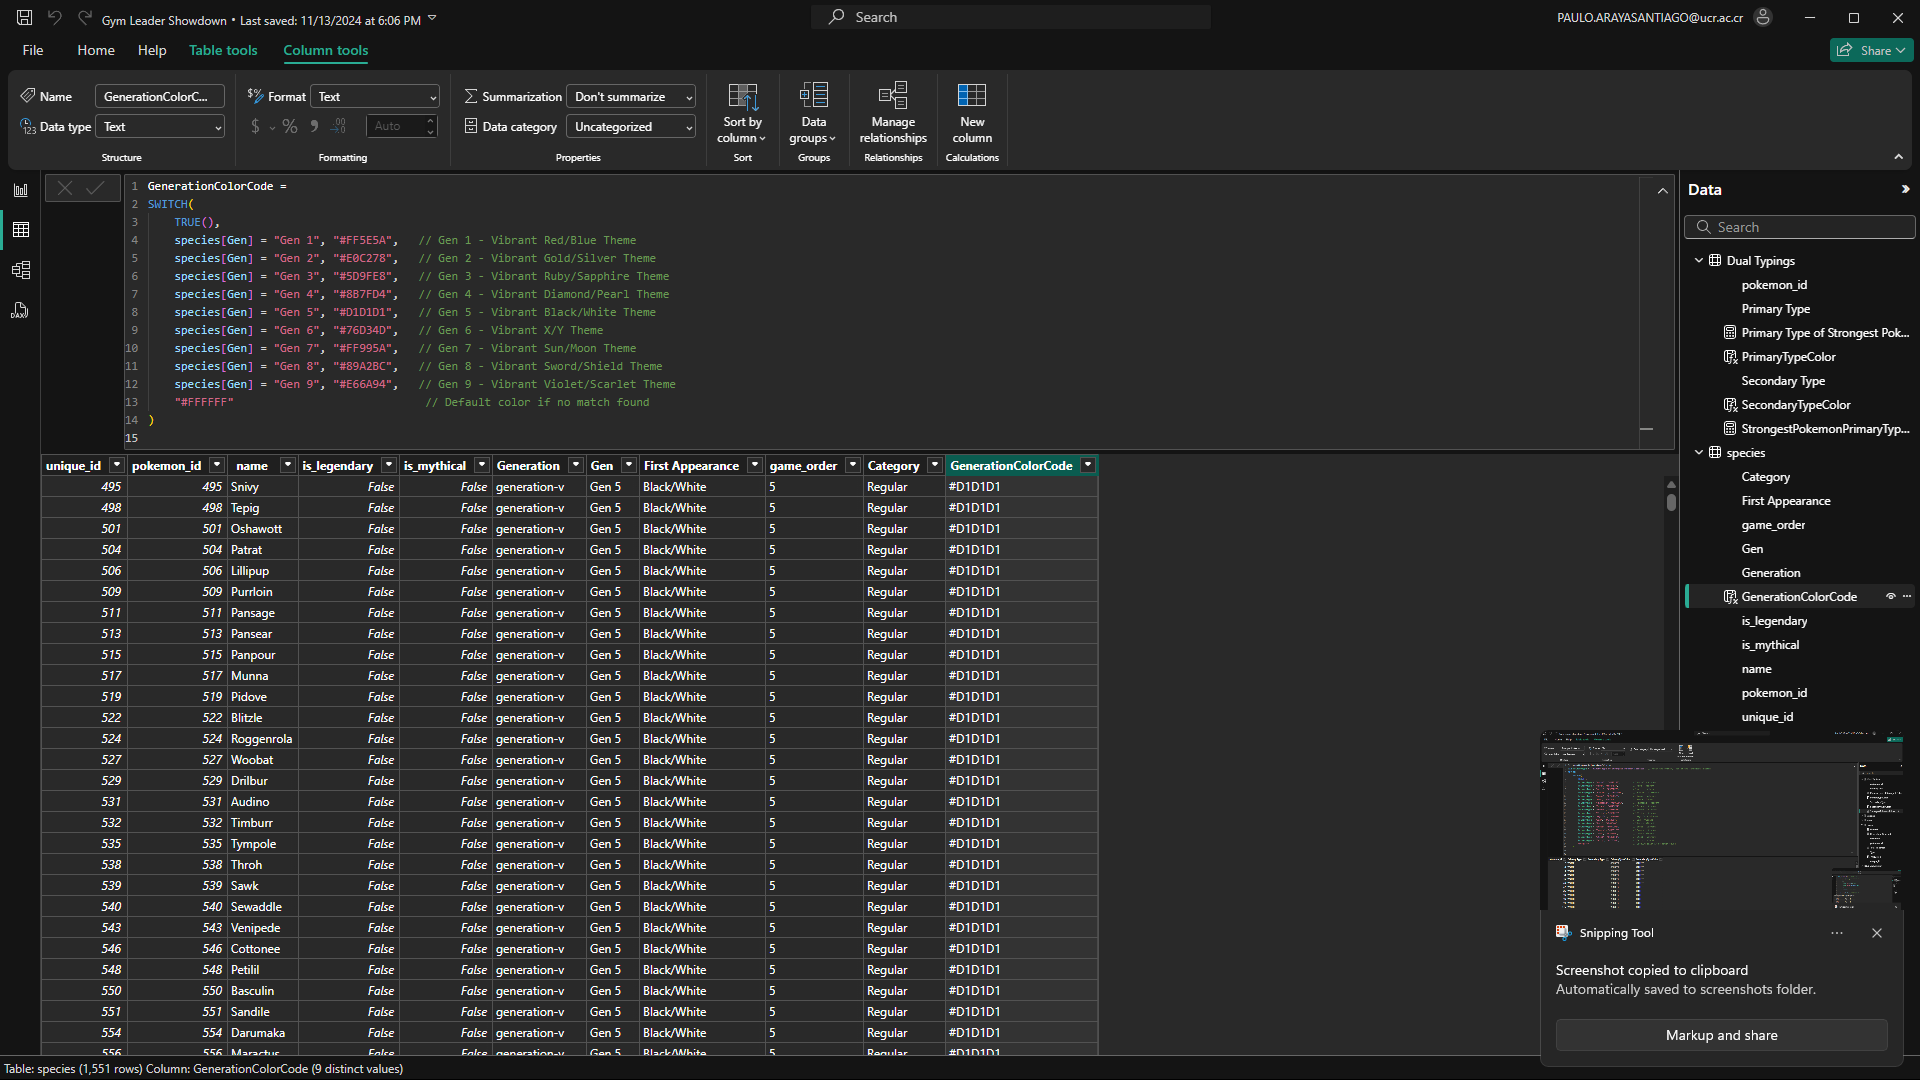 Gym Leader Showdown • Last saved: 11/13/2024 at 6:06 PM
Search
PAULO.ARAYASANTIAGO@ucr.ac.cr
File
Home
Help
Table tools
Column tools
Share
Name
GenerationColorC...
Format
Text
Summarization
Don't summarize
Data type
Text
$
%
Auto
Data category
Uncategorized
Sort by
column
Data
groups
Manage
relationships
New
column
Structure
Formatting
Properties
Sort
Groups
Relationships
Calculations
1 GenerationColorCode =
2 SWITCH(
3 TRUE(),
4 species[Gen] = "Gen 1", "#FF5E5A", // Gen 1 - Vibrant Red/Blue Theme
5 species[Gen] = "Gen 2", "#E0C278", // Gen 2 - Vibrant Gold/Silver Theme
6 species[Gen] = "Gen 3", "#5D9FE8", // Gen 3 - Vibrant Ruby/Sapphire Theme
7 species[Gen] = "Gen 4", "#8B7FD4", // Gen 4 - Vibrant Diamond/Pearl Theme
8 species[Gen] = "Gen 5", "#D1D1D1", // Gen 5 - Vibrant Black/White Theme
9 species[Gen] = "Gen 6", "#76D34D", // Gen 6 - Vibrant X/Y Theme
10 species[Gen] = "Gen 7", "#FF995A", // Gen 7 - Vibrant Sun/Moon Theme
11 species[Gen] = "Gen 8", "#89A2BC", // Gen 8 - Vibrant Sword/Shield Theme
12 species[Gen] = "Gen 9", "#E66A94", // Gen 9 - Vibrant Violet/Scarlet Theme
13 "#FFFFFF" // Default color if no match found
14 )
15
unique_id pokemon_id name is_legendary is_mythical Generation Gen First Appearance game_order Category GenerationColorCode
495 495 Snivy False False generation-v Gen 5 Black/White 5 Regular #D1D1D1
498 498 Tepig False False generation-v Gen 5 Black/White 5 Regular #D1D1D1
501 501 Oshawott False False generation-v Gen 5 Black/White 5 Regular #D1D1D1
504 504 Patrat False False generation-v Gen 5 Black/White 5 Regular #D1D1D1
506 506 Lillipup False False generation-v Gen 5 Black/White 5 Regular #D1D1D1
509 509 Purrloin False False generation-v Gen 5 Black/White 5 Regular #D1D1D1
511 511 Pansage False False generation-v Gen 5 Black/White 5 Regular #D1D1D1
513 513 Pansear False False generation-v Gen 5 Black/White 5 Regular #D1D1D1
515 515 Panpour False False generation-v Gen 5 Black/White 5 Regular #D1D1D1
517 517 Munna False False generation-v Gen 5 Black/White 5 Regular #D1D1D1
519 519 Pidove False False generation-v Gen 5 Black/White 5 Regular #D1D1D1
522 522 Blitzle False False generation-v Gen 5 Black/White 5 Regular #D1D1D1
524 524 Roggenrola False False generation-v Gen 5 Black/White 5 Regular #D1D1D1
527 527 Woobat False False generation-v Gen 5 Black/White 5 Regular #D1D1D1
529 529 Drilbur False False generation-v Gen 5 Black/White 5 Regular #D1D1D1
531 531 Audino False False generation-v Gen 5 Black/White 5 Regular #D1D1D1
532 532 Timburr False False generation-v Gen 5 Black/White 5 Regular #D1D1D1
535 535 Tympole False False generation-v Gen 5 Black/White 5 Regular #D1D1D1
538 538 Throh False False generation-v Gen 5 Black/White 5 Regular #D1D1D1
539 539 Sawk False False generation-v Gen 5 Black/White 5 Regular #D1D1D1
540 540 Sewaddle False False generation-v Gen 5 Black/White 5 Regular #D1D1D1
543 543 Venipede False False generation-v Gen 5 Black/White 5 Regular #D1D1D1
546 546 Cottonee False False generation-v Gen 5 Black/White 5 Regular #D1D1D1
548 548 Petilil False False generation-v Gen 5 Black/White 5 Regular #D1D1D1
550 550 Basculin False False generation-v Gen 5 Black/White 5 Regular #D1D1D1
551 551 Sandile False False generation-v Gen 5 Black/White 5 Regular #D1D1D1
554 554 Darumaka False False generation-v Gen 5 Black/White 5 Regular #D1D1D1
556 556 Maractus False False generation-v Gen 5 Black/White 5 Regular #D1D1D1
Data
Search
Dual Typings
pokemon_id
Primary Type
Primary Type of Strongest Pok...
PrimaryTypeColor
Secondary Type
SecondaryTypeColor
StrongestPokemonPrimaryTyp...
species
Category
First Appearance
game_order
Gen
Generation
GenerationColorCode
is_legendary
is_mythical
name
pokemon_id
unique_id
Snipping Tool
Screenshot copied to clipboard
Automatically saved to screenshots folder.
Markup and share
Table: species (1,551 rows) Column: GenerationColorCode (9 distinct values)